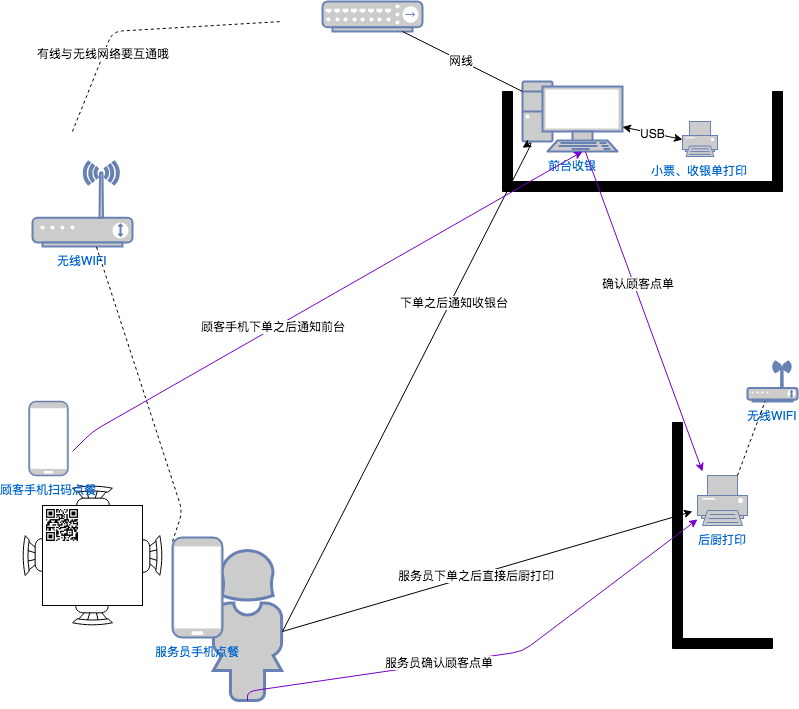 有线与无线网络要互通哦
网线
USB
前台收银
小票、收银单打印
无线WIFI
确认顾客点单
下单之后通知收银台
顾客手机下单之后通知前台
无线WIFI
顾客手机扫码点餐
后厨打印
服务员下单之后直接后厨打印
服务员手机点餐
服务员确认顾客点单